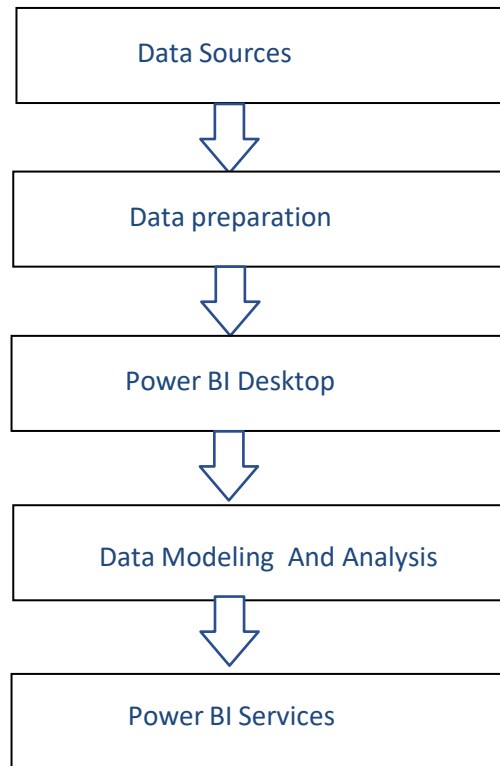 Data Sources
Data preparation
Power BI Desktop
Data Modeling And Analysis
Power BI Services